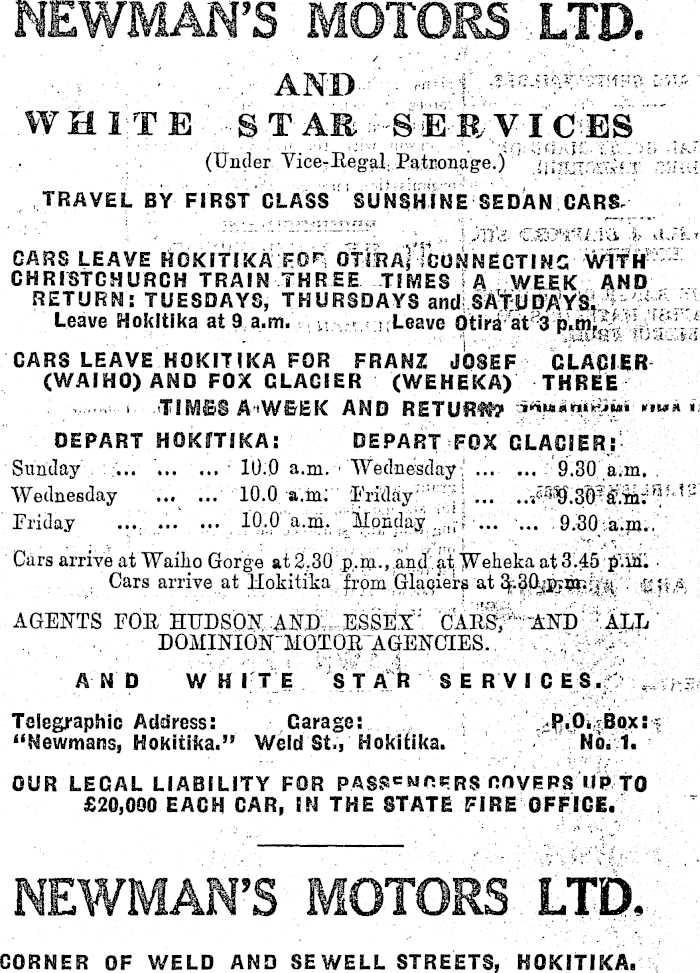 NEWMAN'S MOTORS LTD.
AND
WHITE STAR SERVICES
(Under Vice-Regal Patronage.)
TRAVEL BY FIRST CLASS SUNSHINE SEDAN CARS.
CARS LEAVE HOKITIKA FOR OTIRA, CONNECTING WITH
CHRISTCHURCH TRAIN THREE TIMES A WEEK AND
RETURN: TUESDAYS, THURSDAYS and SATUDAYS.
Leave Hokitika at 9 a.m. Leave Otira at 3 p.m.
CARS LEAVE HOKITIKA FOR FRANZ JOSEF GLACIER
(WAIHO) AND FOX GLACIER (WEHEKA) THREE
TIMES A WEEK AND RETURN
DEPART HOKITIKA: DEPART FOX GLACIER:
Sunday ... ... ... 10.0 a.m. Wednesday ... ... 9.30 a.m.
Wednesday ... ... 10.0 a.m. Friday ... ... 9.30 a.m.
Friday ... ... ... 10.0 a.m. Monday ... ... 9.30 a.m.
Cars arrive at Waiho Gorge at 2.30 p.m., and at Weheka at 3.45 p.m.
Cars arrive at Hokitika from Glaciers at 3.30 p.m.
AGENTS FOR HUDSON AND ESSEX CARS, AND ALL
DOMINION MOTOR AGENCIES.
AND WHITE STAR SERVICES.
Telegraphic Address: Garage: P.O. Box:
"Newmans, Hokitika." Weld St., Hokitika. No. 1.
OUR LEGAL LIABILITY FOR PASSENGERS COVERS UP TO
£20,000 EACH CAR, IN THE STATE FIRE OFFICE.
NEWMAN'S MOTORS LTD.
CORNER OF WELD AND SEWELL STREETS, HOKITIKA.